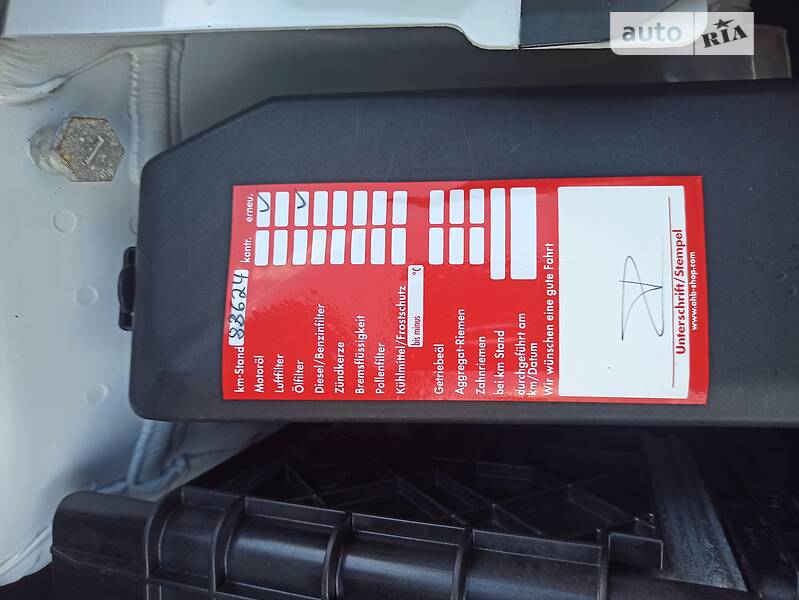 auto RIA
km-Stand 88624 kontr. erneu.
Motoröl
Luftfilter
Ölfilter
Diesel/Benzinfilter
Zündkerze
Bremsflüssigkeit
Pollenfilter
Kühlmittel/Frostschutz
bis minus °C
Getriebeöl
Aggregat-Riemen
Zahnriemen
bei km Stand
durchgeführt am
km/Datum
Wir wünschen eine gute Fahrt
Unterschrift/Stempel
www.ahb-shop.com